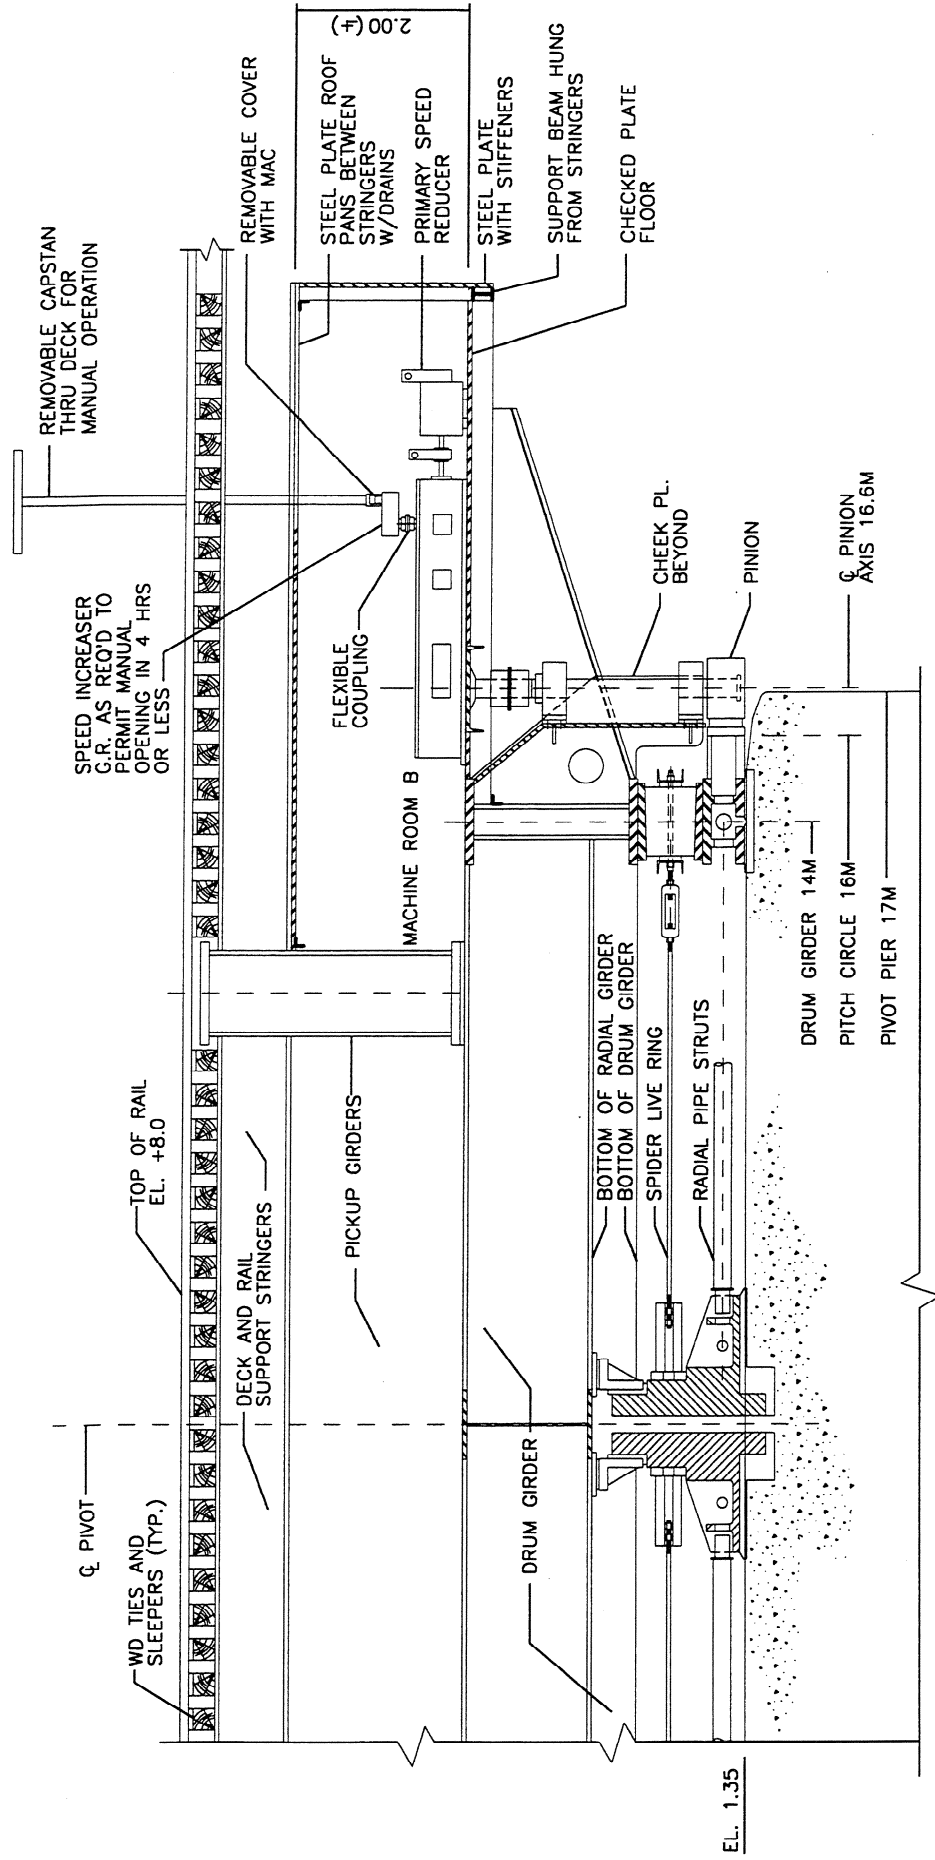 REMOVABLE CAPSTAN
THRU DECK FOR
MANUAL OPERATION
SPEED INCREASER
G.R. AS REQ'D TO
PERMIT MANUAL
OPENING IN 4 HRS
OR LESS
TOP OF RAIL
EL. +8.0
℄ PIVOT
WD TIES AND
SLEEPERS (TYP.)
REMOVABLE COVER
WITH MAC
2.00 (+)
STEEL PLATE ROOF
PANS BETWEEN
STRINGERS
W/DRAINS
PRIMARY SPEED
REDUCER
STEEL PLATE
WITH STIFFENERS
SUPPORT BEAM HUNG
FROM STRINGERS
CHECKED PLATE
FLOOR
FLEXIBLE
COUPLING
MACHINE ROOM B
DECK AND RAIL
SUPPORT STRINGERS
PICKUP GIRDERS
DRUM GIRDER
BOTTOM OF RADIAL GIRDER
BOTTOM OF DRUM GIRDER
SPIDER LIVE RING
RADIAL PIPE STRUTS
CHEEK PL.
BEYOND
PINION
℄ PINION
AXIS 16.6M
DRUM GIRDER 14M
PITCH CIRCLE 16M
PIVOT PIER 17M
EL. 1.35